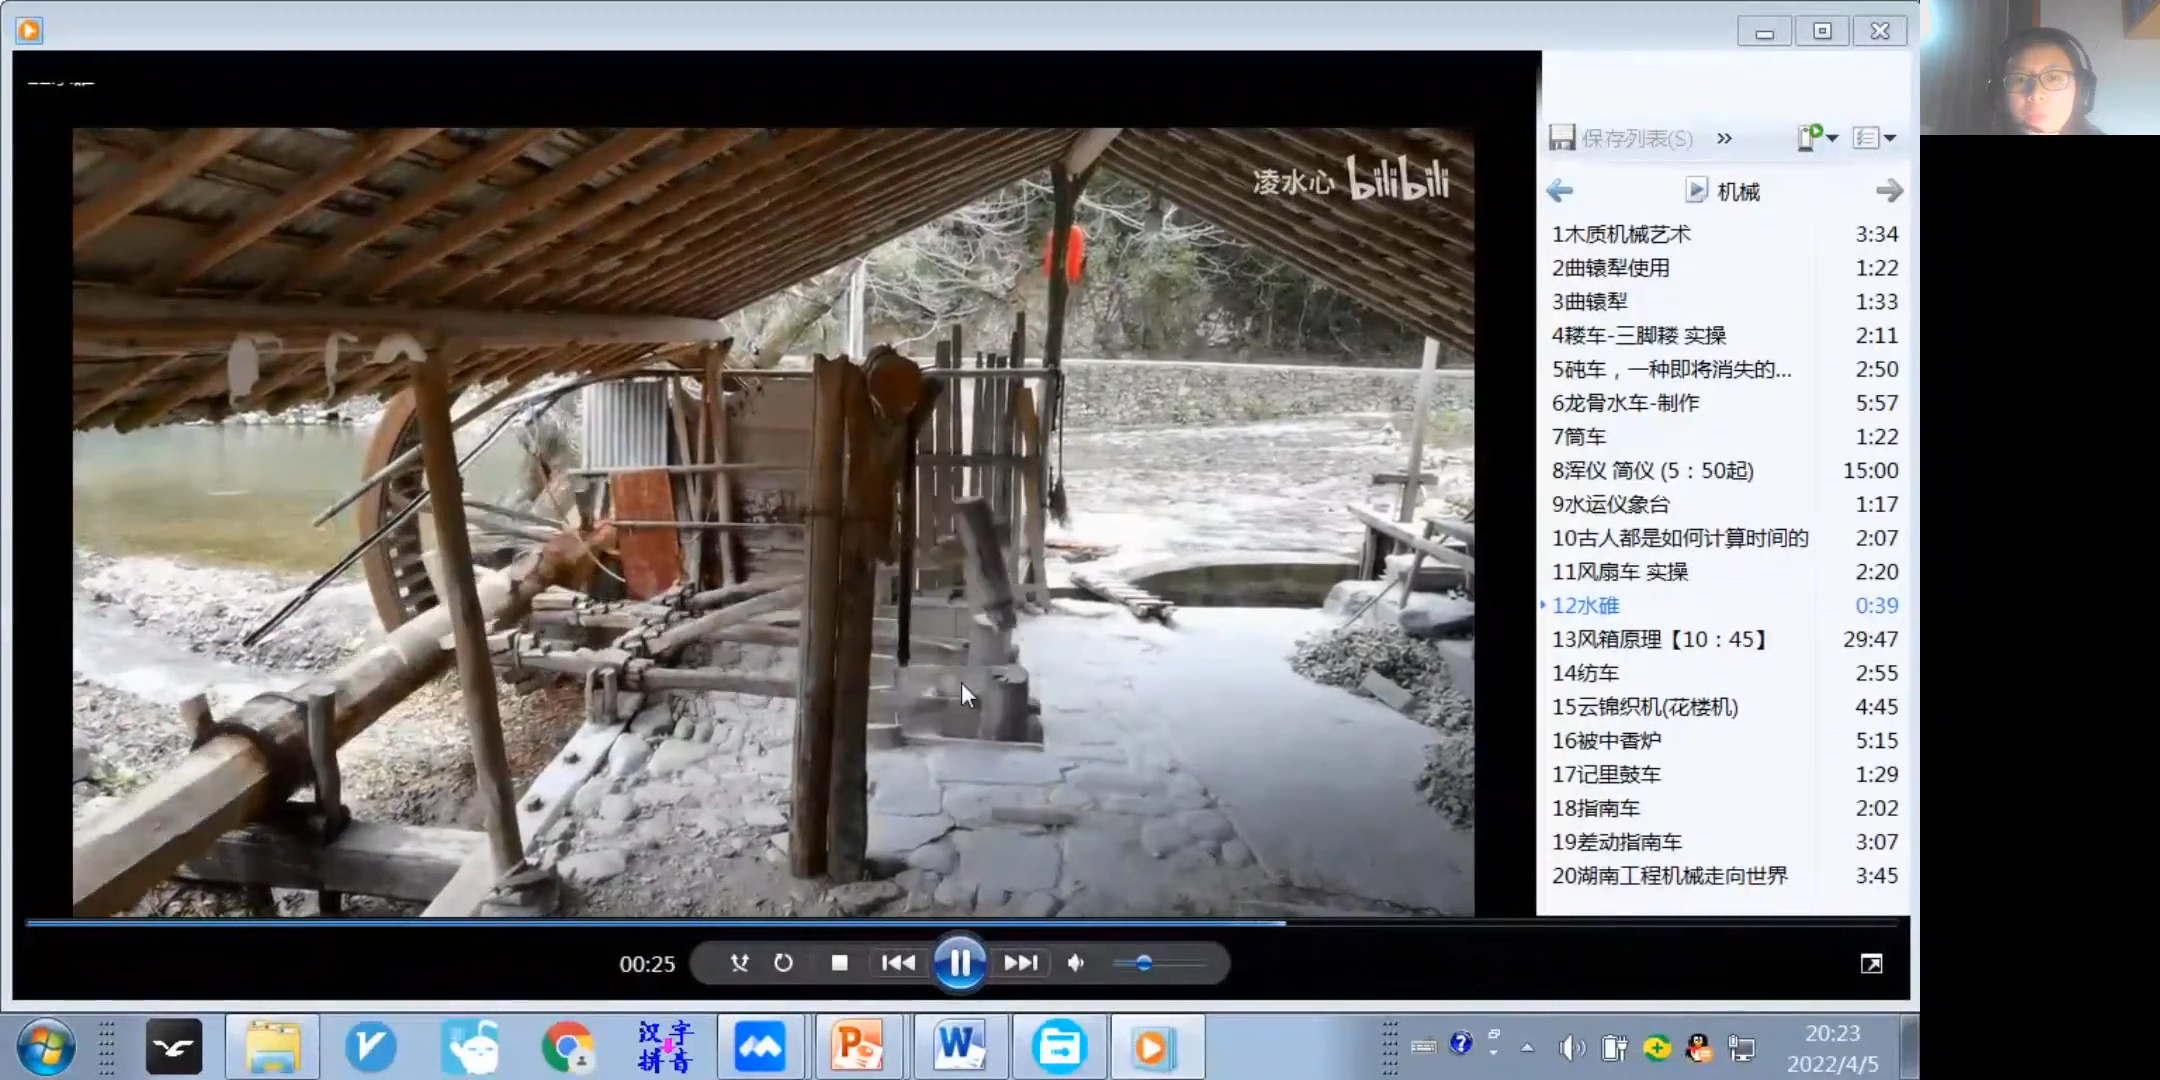 凌水心 bilibili
保存列表(S)
机械
1木质机械艺术 3:34
2曲辕犁使用 1:22
3曲辕犁 1:33
4耧车-三脚耧 实操 2:11
5砘车，一种即将消失的... 2:50
6龙骨水车-制作 5:57
7筒车 1:22
8浑仪 简仪 (5：50起) 15:00
9水运仪象台 1:17
10古人都是如何计算时间的 2:07
11风扇车 实操 2:20
12水碓 0:39
13风箱原理【10：45】 29:47
14纺车 2:55
15云锦织机(花楼机) 4:45
16被中香炉 5:15
17记里鼓车 1:29
18指南车 2:02
19差动指南车 3:07
20湖南工程机械走向世界 3:45
00:25
汉字
拼音
20:23
2022/4/5